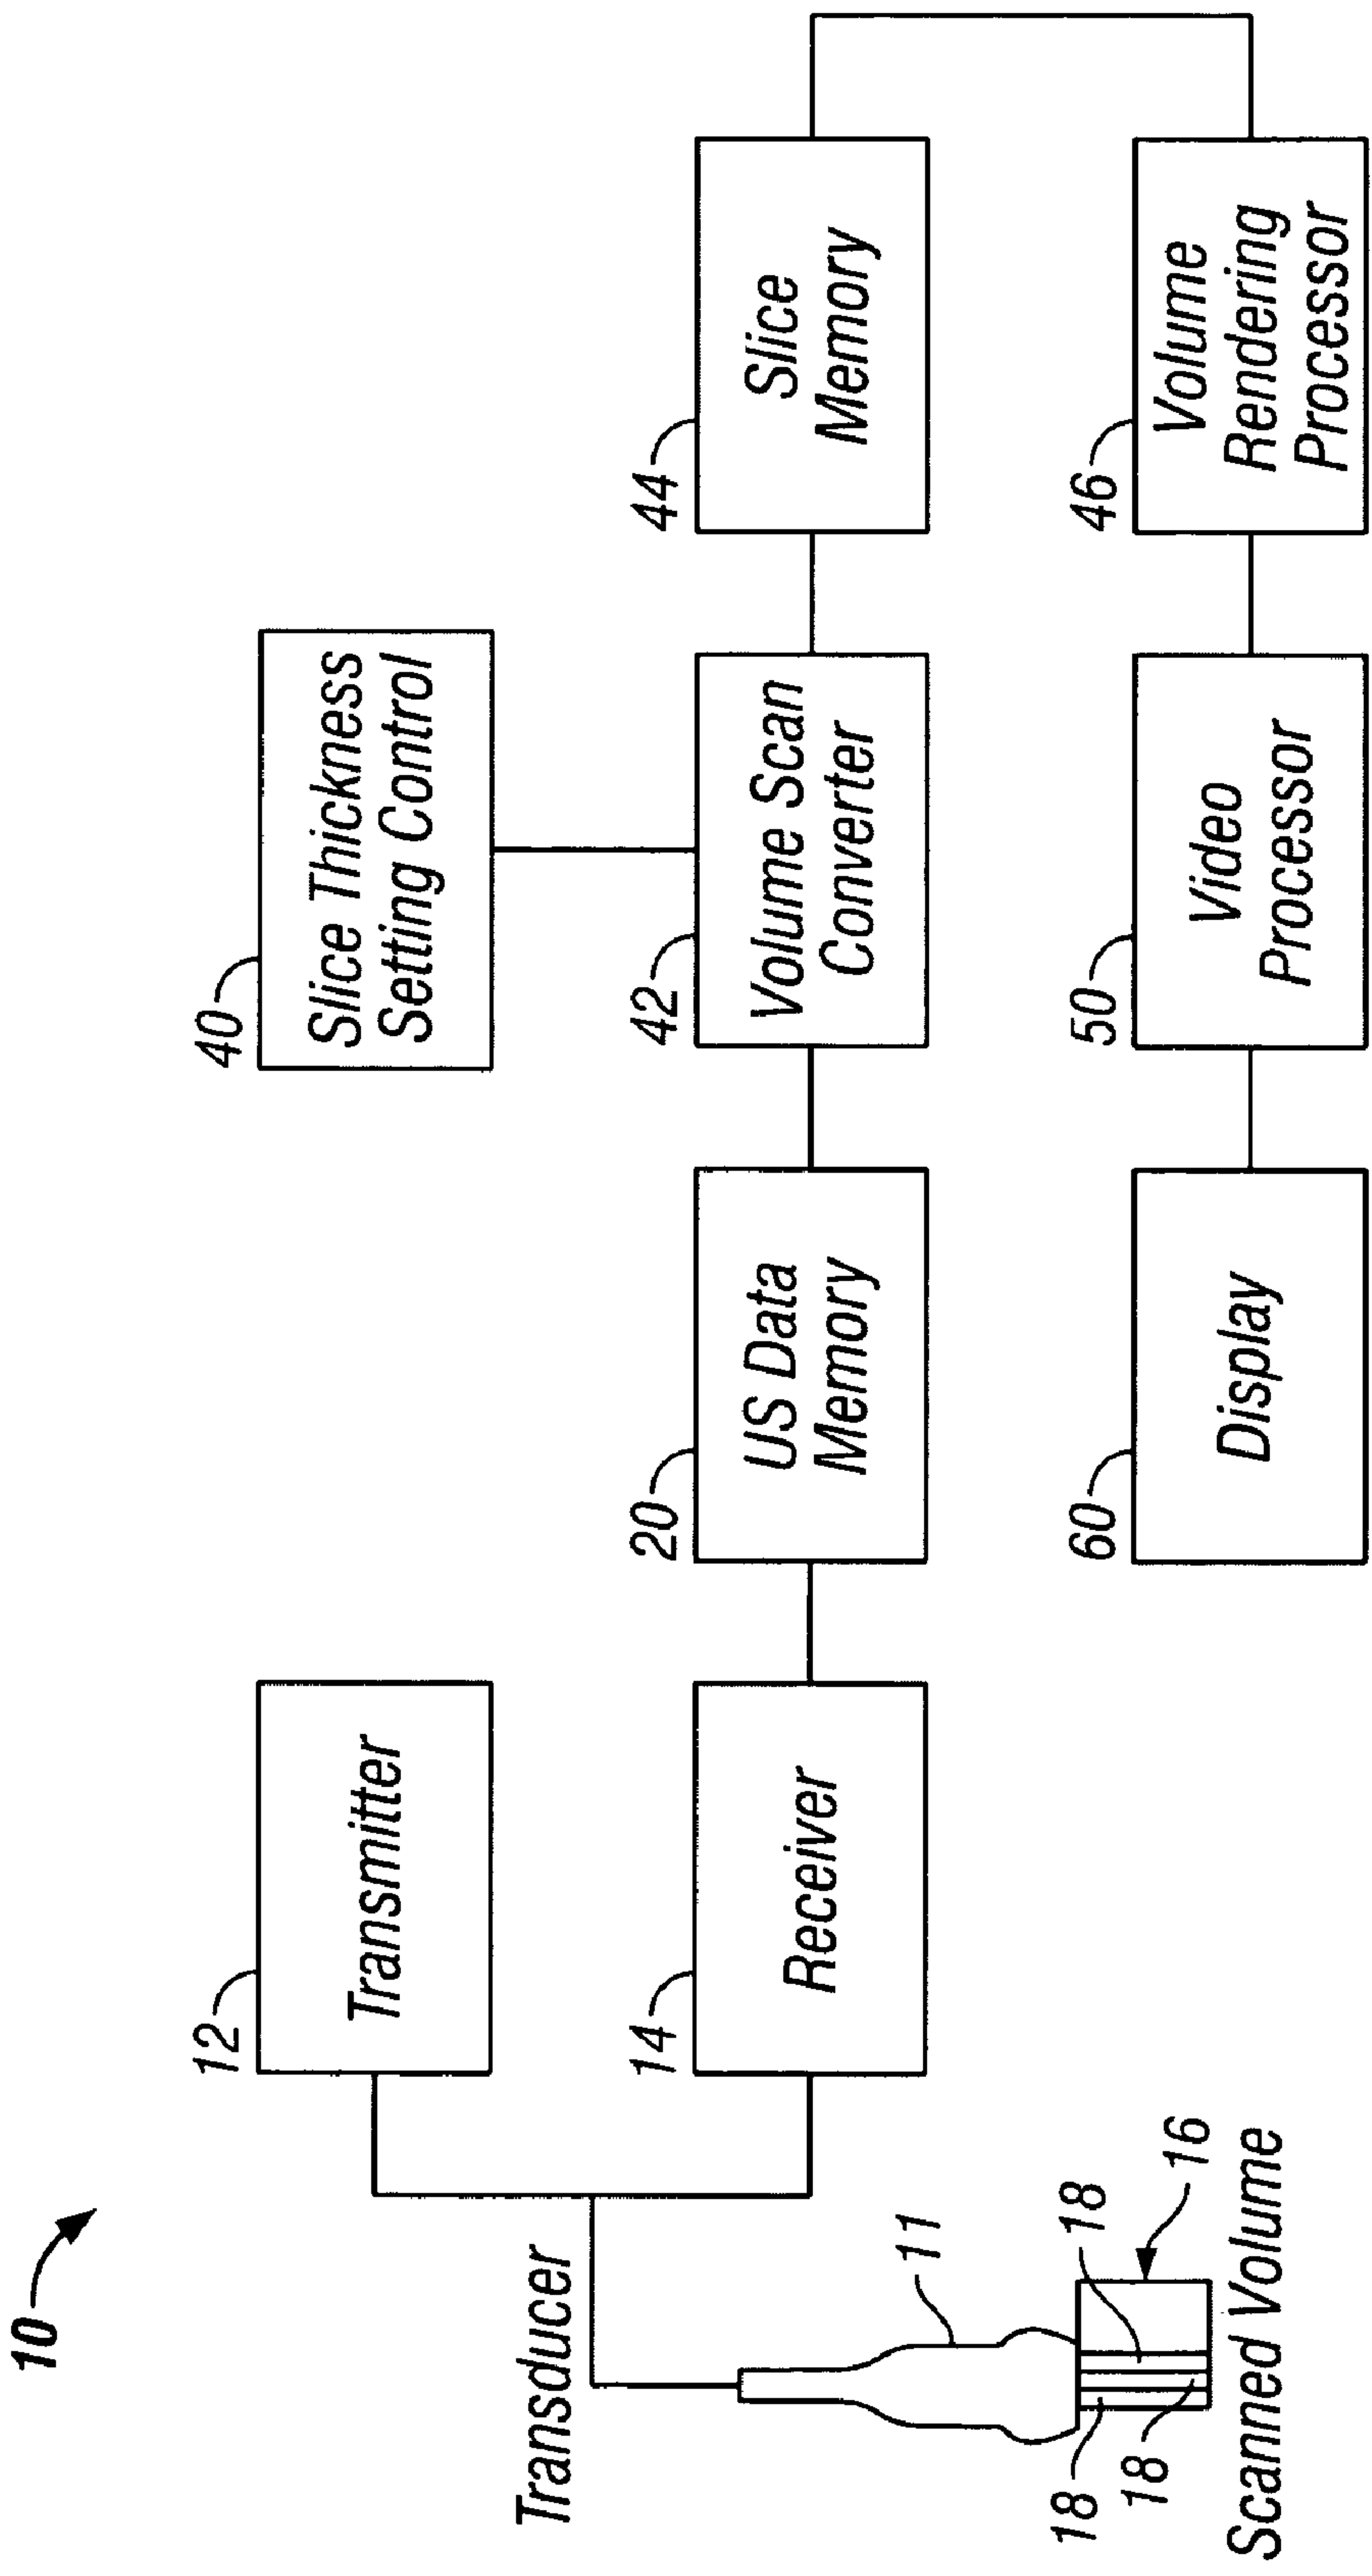 10
12
Transmitter
40
Slice Thickness
Setting Control
Transducer
14
Receiver
20
US Data
Memory
42
Volume Scan
Converter
44
Slice
Memory
11
18
18
18
16
Scanned Volume
60
Display
50
Video
Processor
46
Volume
Rendering
Processor